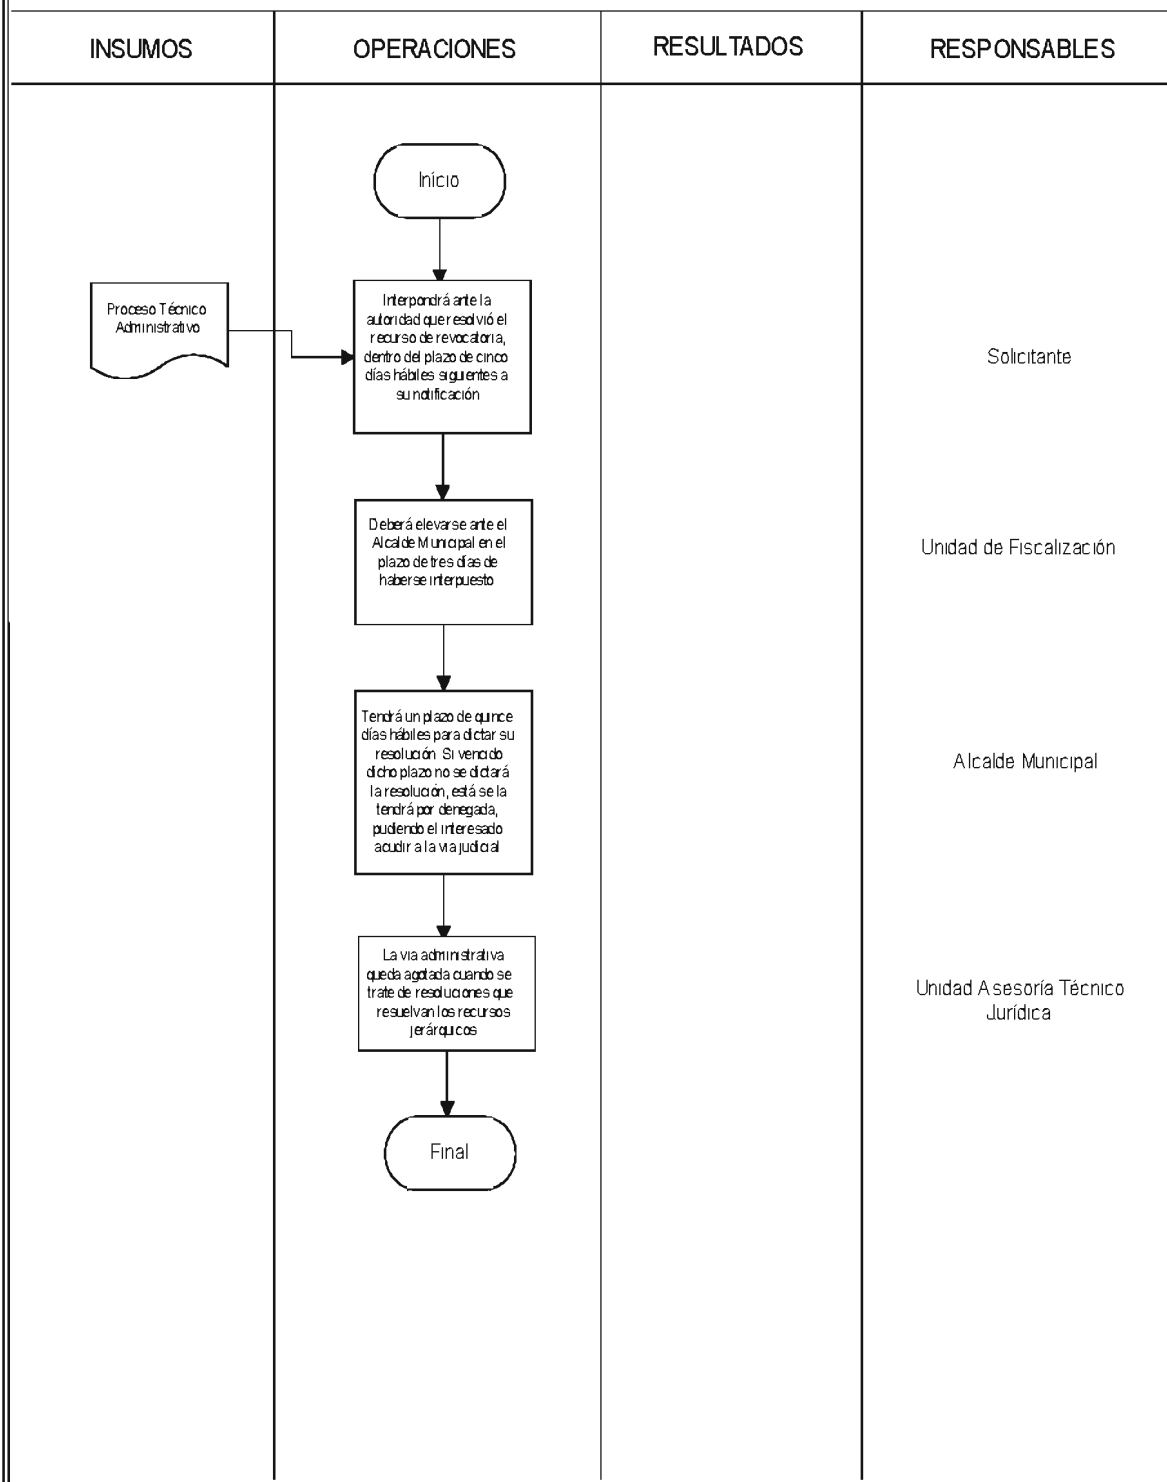 INSUMOS
OPERACIONES
RESULTADOS
RESPONSABLES
Início
Proceso Técnico
Administrativo
Interpondrá ante la
autoridad que resolvió el
recurso de revocatoria,
dentro del plazo de cinco
días hábiles siguientes a
su notificación
Solicitante
Deberá elevarse ante el
Alcalde Municipal en el
plazo de tres días de
haberse interpuesto
Unidad de Fiscalización
Tendrá un plazo de quince
días hábiles para dictar su
resolución Si vencido
dicho plazo no se dictará
la resolución, está se la
tendrá por denegada,
pudiendo el interesado
acudir a la via judicial
Alcalde Municipal
La via administrativa
queda agotada cuando se
trate de resoluciones que
resuelvan los recursos
jerárquicos
Unidad Asesoría Técnico
Jurídica
Final